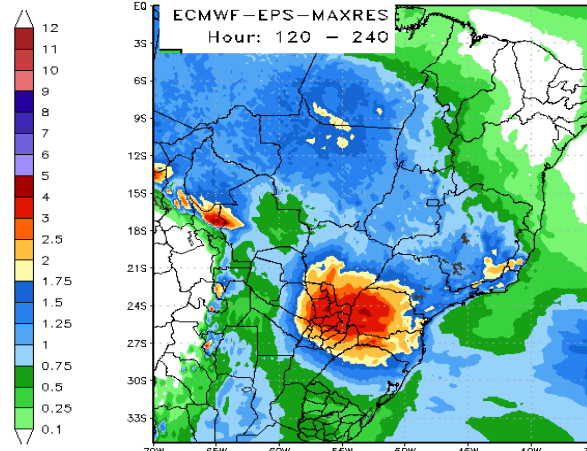 ECMWF-EPS-MAXRES
Hour: 120 - 240
12
11
10
9
8
7
6
5
4
3
2.5
2
1.75
1.5
1.25
1
0.75
0.5
0.25
0.1
EQ
3S
6S
9S
12S
15S
18S
21S
24S
27S
30S
33S
70W 65W 60W 55W 50W 45W 40W